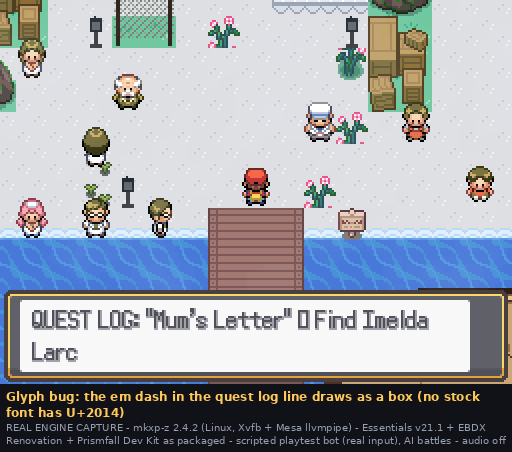 QUEST LOG: "Mum's Letter" ▯ Find Imelda
Larc
Glyph bug: the em dash in the quest log line draws as a box (no stock
font has U+2014)
REAL ENGINE CAPTURE - mkxp-z 2.4.2 (Linux, Xvfb + Mesa llvmpipe) - Essentials v21.1 + EBDX
Renovation + Prismfall Dev Kit as packaged - scripted playtest bot (real input), AI battles - audio off